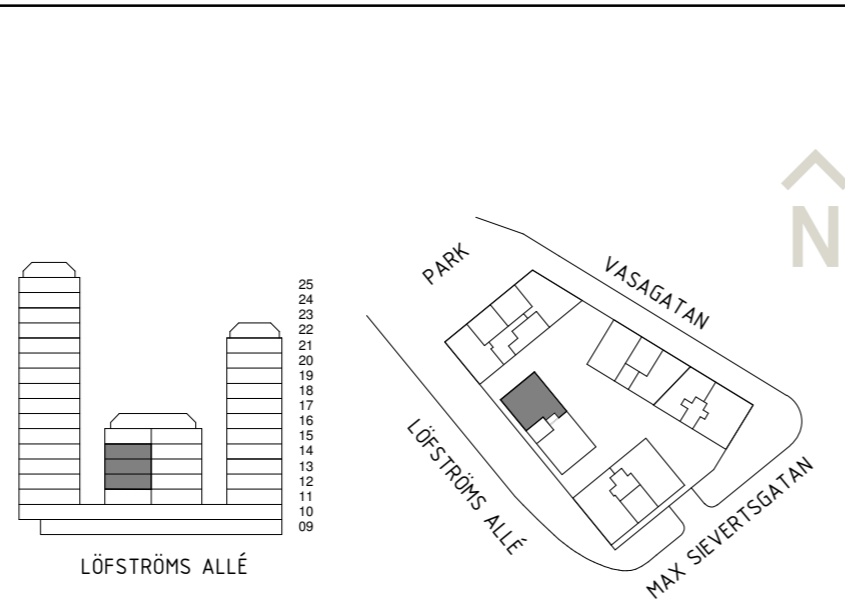 N
PARK
VASAGATAN
25
24
23
22
21
20
19
18
17
16
15
14
13
12
11
10
09
LÖFSTRÖMS ALLÉ
LÖFSTRÖMS ALLÉ
MAX SIEVERTSGATAN